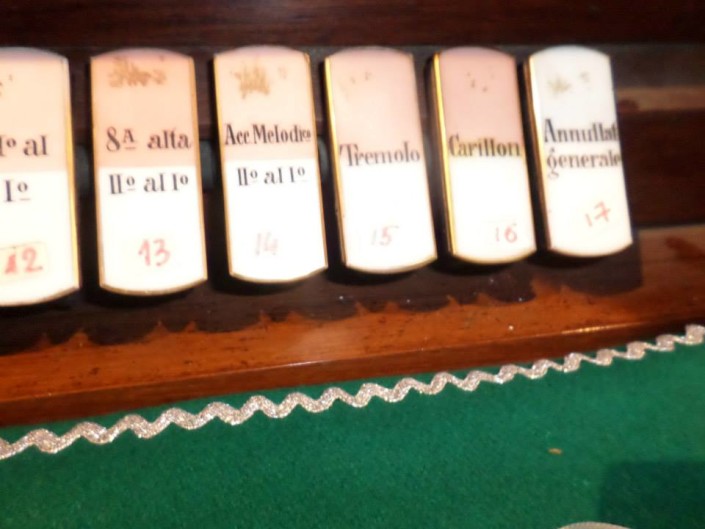 Iº al
Iº
12
8ª alta
IIº al Iº
13
Acc. Melodico
IIº al Iº
14
Tremolo
15
Carillon
16
Annullat
generale
17